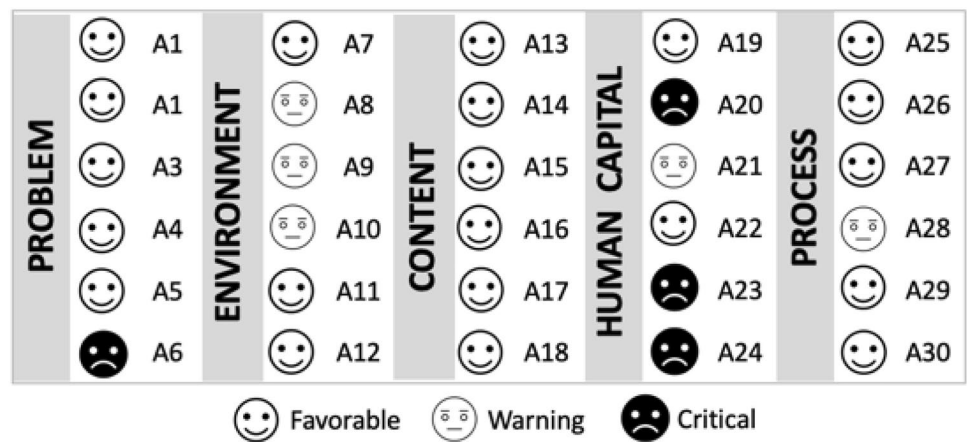 PROBLEM
A1
A1
A3
A4
A5
A6
ENVIRONMENT
A7
A8
A9
A10
A11
A12
CONTENT
A13
A14
A15
A16
A17
A18
HUMAN CAPITAL
A19
A20
A21
A22
A23
A24
PROCESS
A25
A26
A27
A28
A29
A30
Favorable Warning Critical